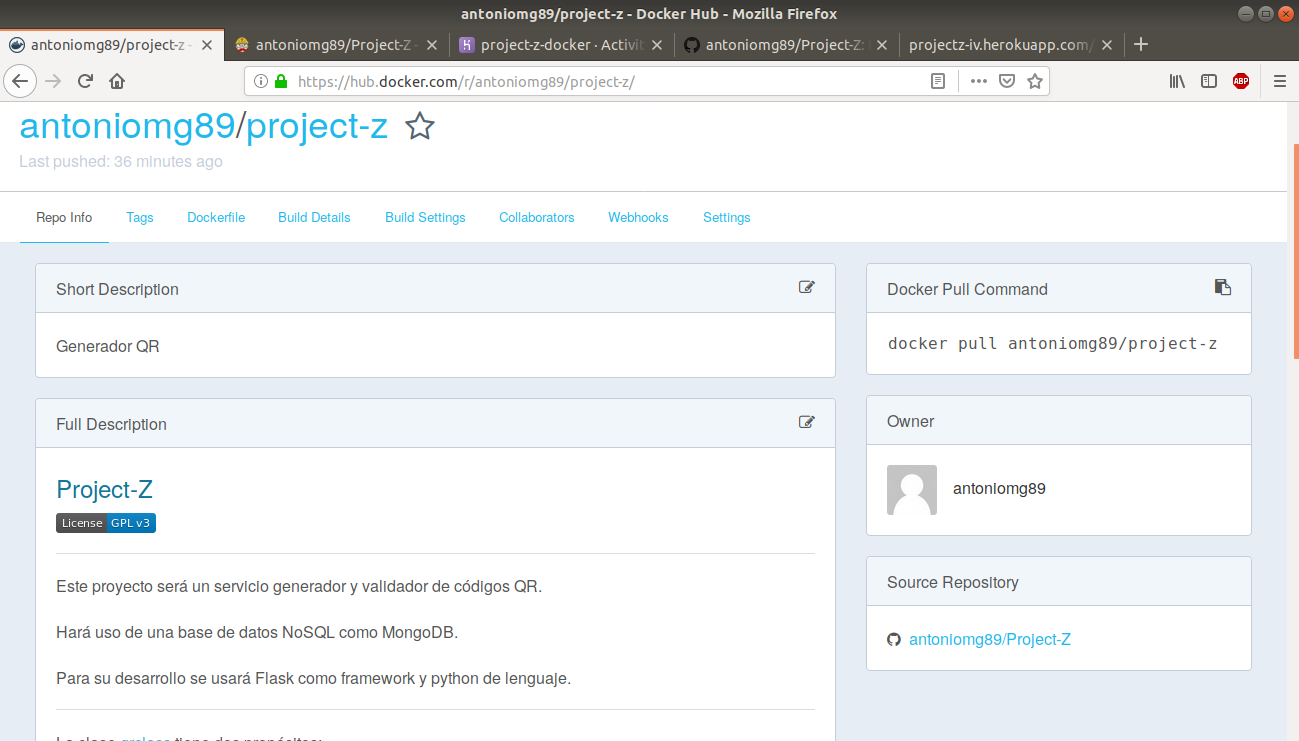 antoniomg89/project-z - Docker Hub - Mozilla Firefox
antoniomg89/project-z -
antoniomg89/Project-Z -
project-z-docker · Activit
antoniomg89/Project-Z:
projectz-iv.herokuapp.com/
https://hub.docker.com/r/antoniomg89/project-z/
ABP
antoniomg89/project-z
Last pushed: 36 minutes ago
Repo Info
Tags
Dockerfile
Build Details
Build Settings
Collaborators
Webhooks
Settings
Short Description
Generador QR
Full Description
Project-Z
License GPL v3
Este proyecto será un servicio generador y validador de códigos QR.
Hará uso de una base de datos NoSQL como MongoDB.
Para su desarrollo se usará Flask como framework y python de lenguaje.
Docker Pull Command
docker pull antoniomg89/project-z
Owner
antoniomg89
Source Repository
antoniomg89/Project-Z